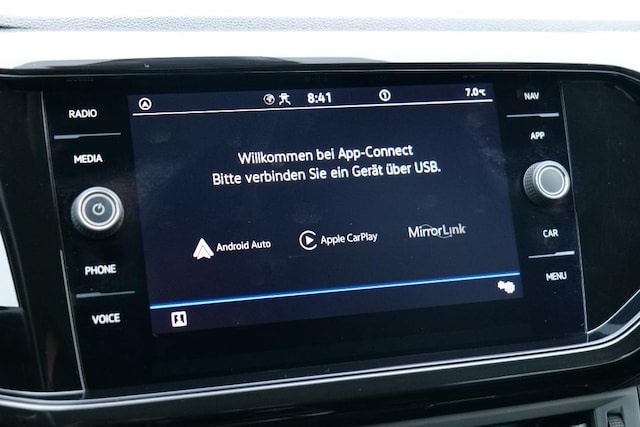 RADIO
MEDIA
PHONE
VOICE
8:41
7.0°C
Willkommen bei App-Connect
Bitte verbinden Sie ein Gerät über USB.
Android Auto
Apple CarPlay
MirrorLink
NAV
APP
CAR
MENU